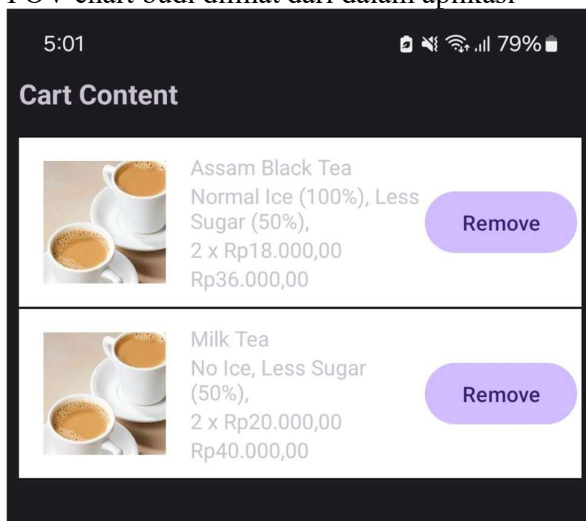 POV chart budi dilihat dari dalam aplikasi
5:01
79%
Cart Content
Assam Black Tea
Normal Ice (100%), Less
Sugar (50%),
2 x Rp18.000,00
Rp36.000,00
Remove
Milk Tea
No Ice, Less Sugar
(50%),
2 x Rp20.000,00
Rp40.000,00
Remove